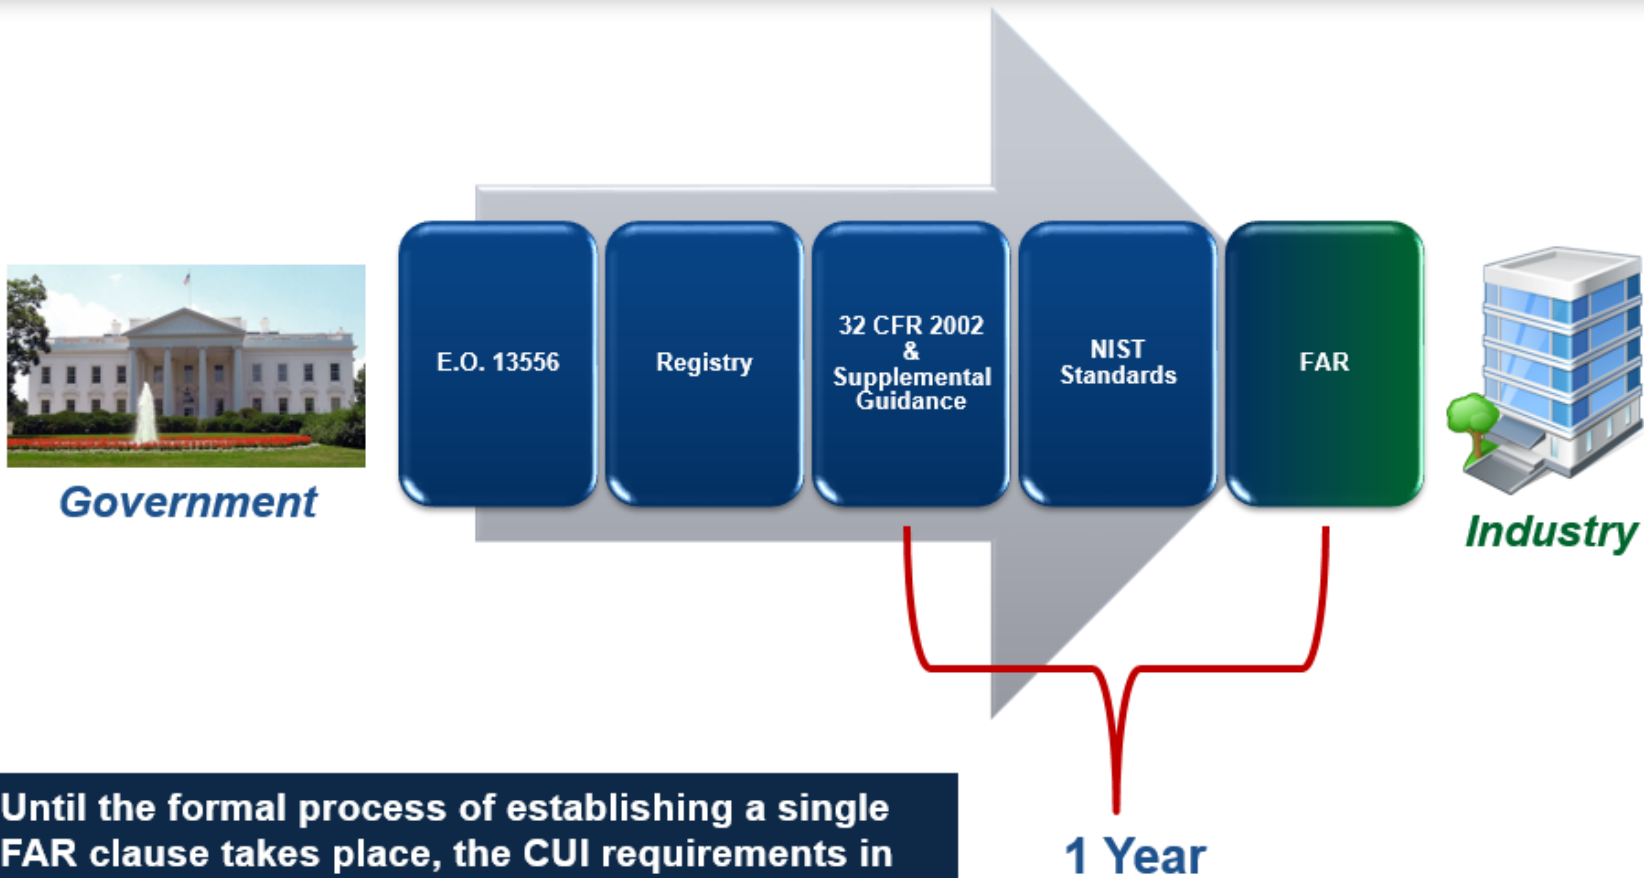 E.O. 13556
Registry
32 CFR 2002
&
Supplemental
Guidance
NIST
Standards
FAR
Government
Industry
Until the formal process of establishing a single
FAR clause takes place, the CUI requirements in
1 Year